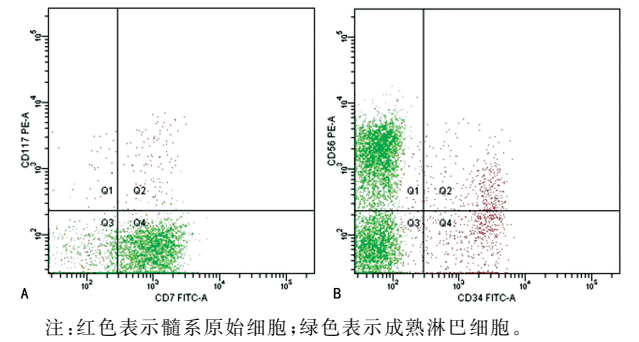 10⁵
10⁴
10³
10²
CD117 PE-A
Q1 Q2
Q3 Q4
10² 10³ 10⁴ 10⁵
A CD7 FITC-A
10⁵
10⁴
10³
10²
CD56 PE-A
Q1 Q2
Q3 Q4
10² 10³ 10⁴ 10⁵
B CD34 FITC-A
注:红色表示髓系原始细胞;绿色表示成熟淋巴细胞。